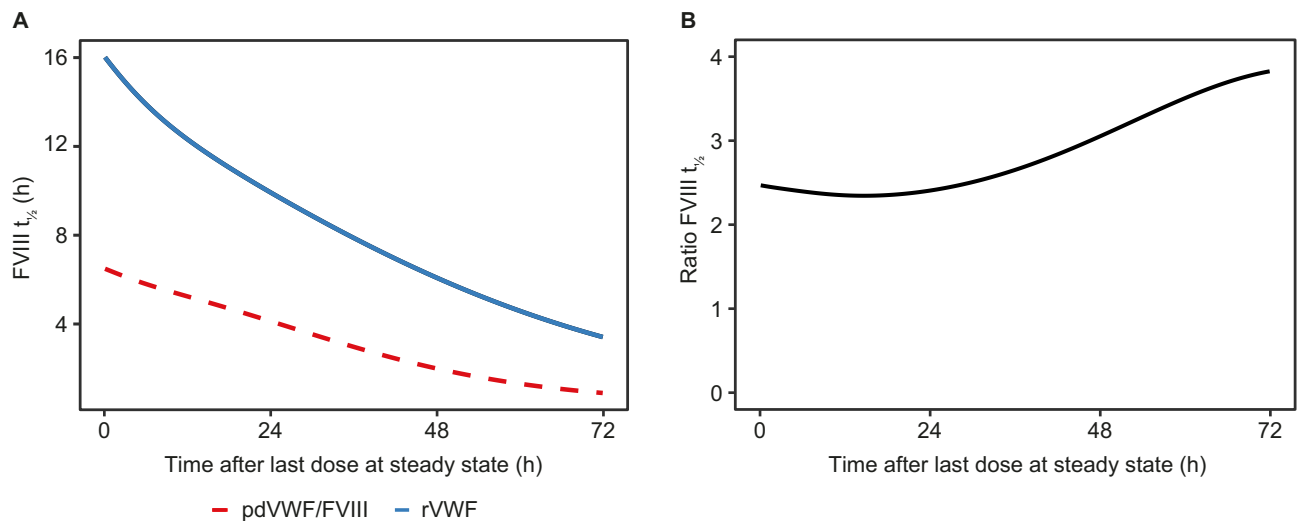 A
FVIII t½ (h)
16
12
8
4
0
24
48
72
Time after last dose at steady state (h)
pdVWF/FVIII
rVWF
B
Ratio FVIII t½
4
3
2
1
0
0
24
48
72
Time after last dose at steady state (h)